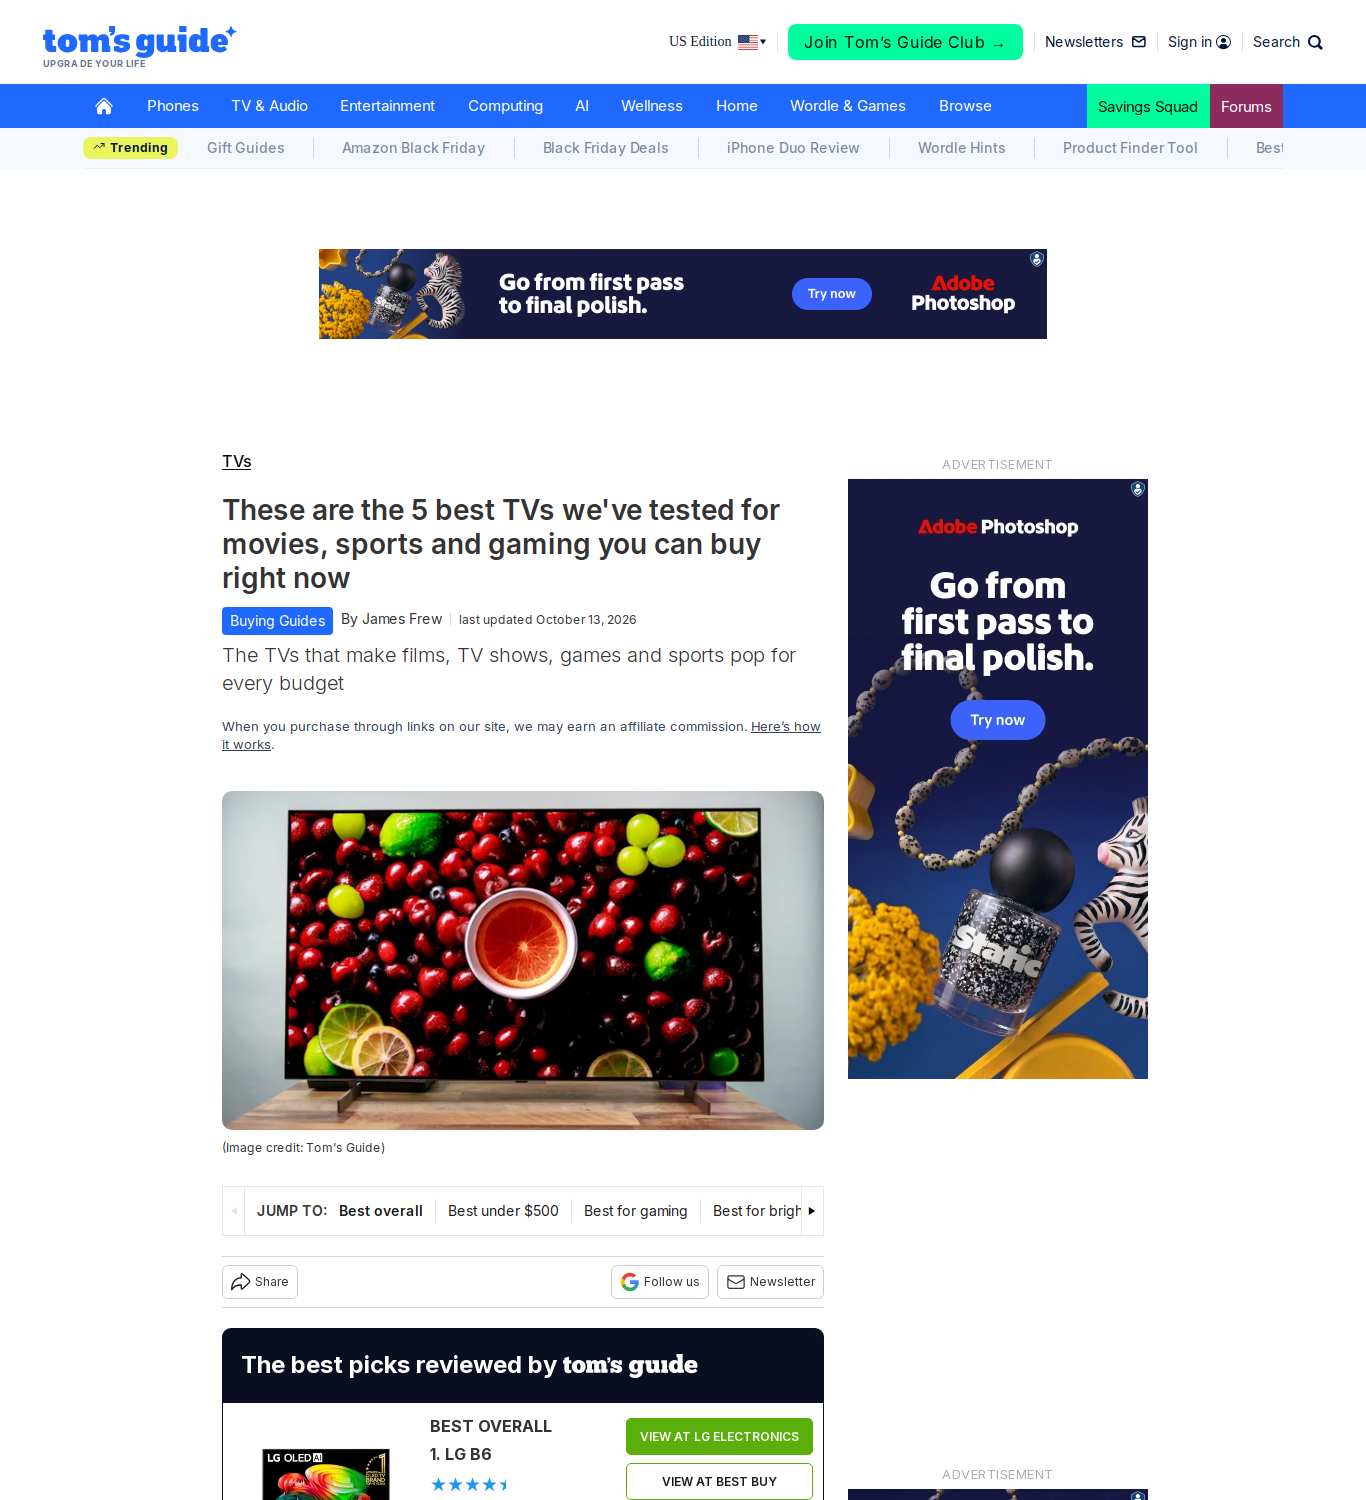 tom's guide
UPGRADE YOUR LIFE
US Edition
Join Tom's Guide Club →
Newsletters
Sign in
Search
Phones
TV & Audio
Entertainment
Computing
AI
Wellness
Home
Wordle & Games
Browse
Savings Squad
Forums
Trending
Gift Guides
Amazon Black Friday
Black Friday Deals
iPhone Duo Review
Wordle Hints
Product Finder Tool
Best
Static
Go from first pass
to final polish.
Try now
Adobe
Photoshop
TVs
These are the 5 best TVs we've tested for
movies, sports and gaming you can buy
right now
Buying Guides
By James Frew
last updated October 13, 2026
The TVs that make films, TV shows, games and sports pop for
every budget
When you purchase through links on our site, we may earn an affiliate commission. Here's how
it works.
(Image credit: Tom's Guide)
JUMP TO:
Best overall
Best under $500
Best for gaming
Best for brigh
Share
Follow us
Newsletter
The best picks reviewed by tom's guide
LG OLED AI
BEST OVERALL
1. LG B6
VIEW AT LG ELECTRONICS
VIEW AT BEST BUY
ADVERTISEMENT
Adobe Photoshop
Go from
first pass to
final polish.
Try now
Static
ADVERTISEMENT